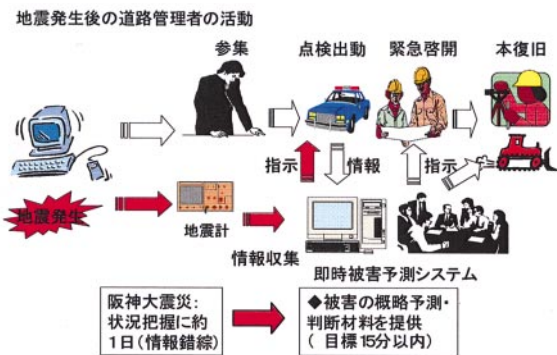 地震発生後の道路管理者の活動
参集
点検出動
緊急啓開
本復旧
指示
情報
指示
地震発生
地震計
情報収集
即時被害予測システム
阪神大震災:
状況把握に約
1日(情報錯綜)
◆被害の概略予測・
判断材料を提供
( 目標15分以内)